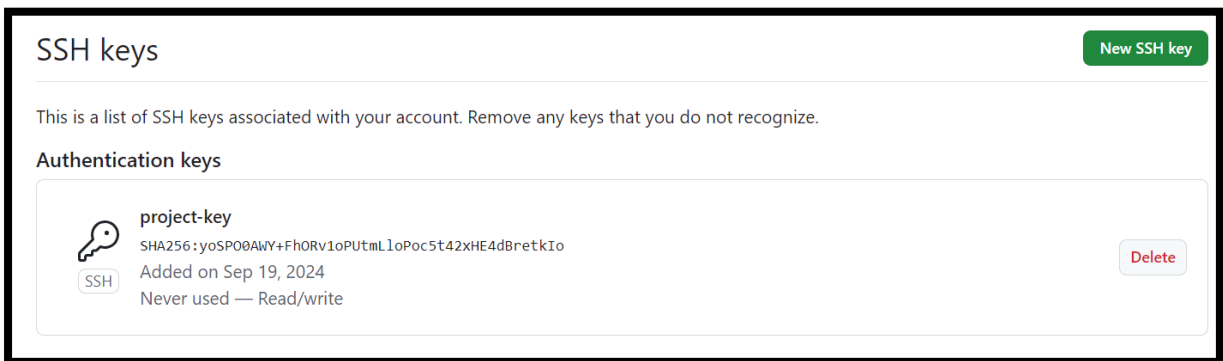 SSH keys
New SSH key
This is a list of SSH keys associated with your account. Remove any keys that you do not recognize.
Authentication keys
project-key
SHA256:yoSPO0AWY+FhORv1oPUtmLloPoc5t42xHE4dBretkIo
SSH
Added on Sep 19, 2024
Never used — Read/write
Delete